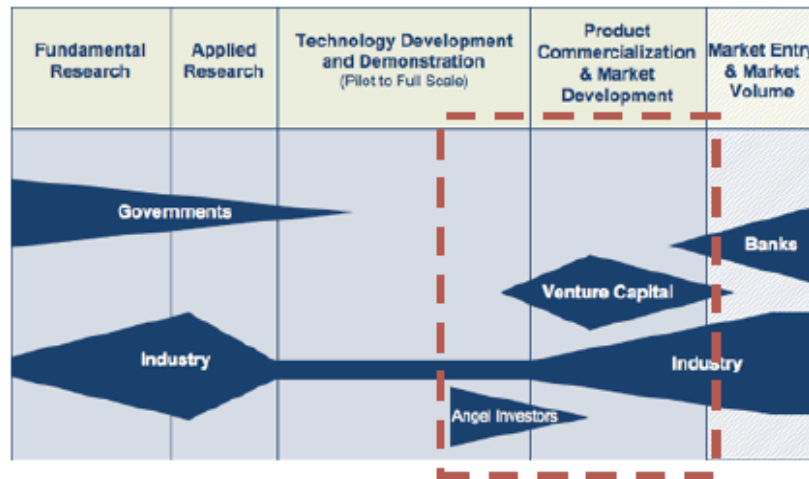 Fundamental
Research
Applied
Research
Technology Development
and Demonstration
(Pilot to Full Scale)
Product
Commercialization
& Market
Development
Market Entry
& Market
Volume
Governments
Banks
Venture Capital
Industry
Industry
Angel Investors